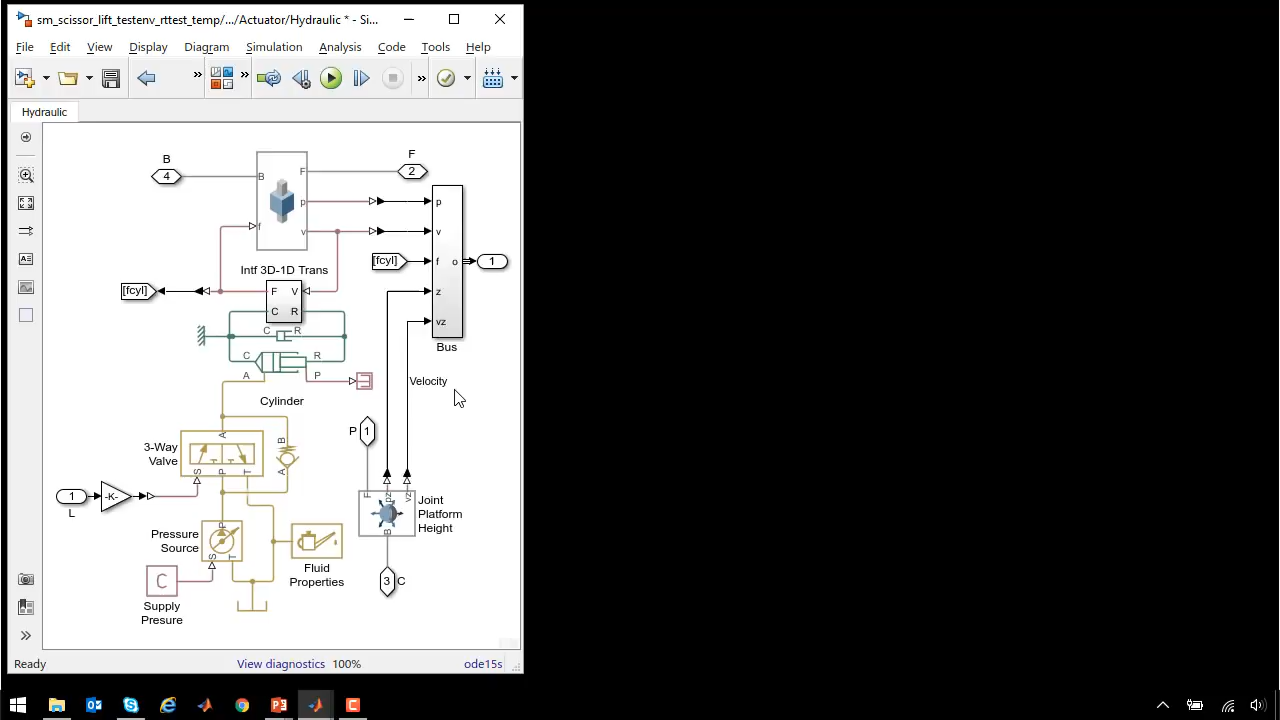 sm_scissor_lift_testenv_rttest_temp/.../Actuator/Hydraulic * - Si...
File Edit View Display Diagram Simulation Analysis Code Tools Help
Hydraulic
B
4
F
2
B
F
p
f
v
p
v
f
o
z
vz
[fcyl]
1
Bus
Intf 3D-1D Trans
[fcyl]
F V
C R
C R
C R
A P
Velocity
Cylinder
3-Way
Valve
A
S P T
B
A
P 1
1
L
-K-
F pz vz
B
Joint
Platform
Height
3 C
Pressure
Source
P
S T
Fluid
Properties
C
Supply
Presure
Ready
View diagnostics 100%
ode15s